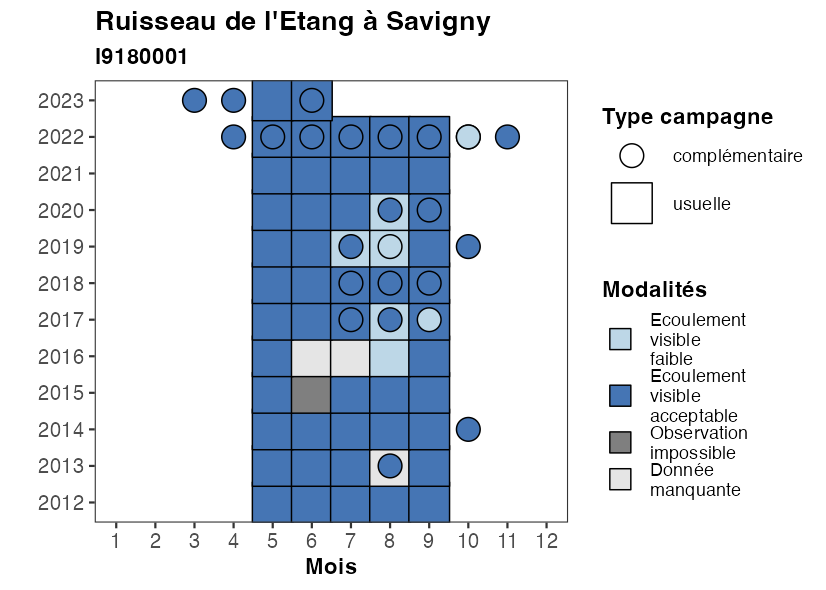 Ruisseau de l'Etang à Savigny
I9180001
2023
2022
2021
2020
2019
2018
2017
2016
2015
2014
2013
2012
1 2 3 4 5 6 7 8 9 10 11 12
Mois
Type campagne
complémentaire
usuelle
Modalités
Ecoulement
visible
faible
Ecoulement
visible
acceptable
Observation
impossible
Donnée
manquante